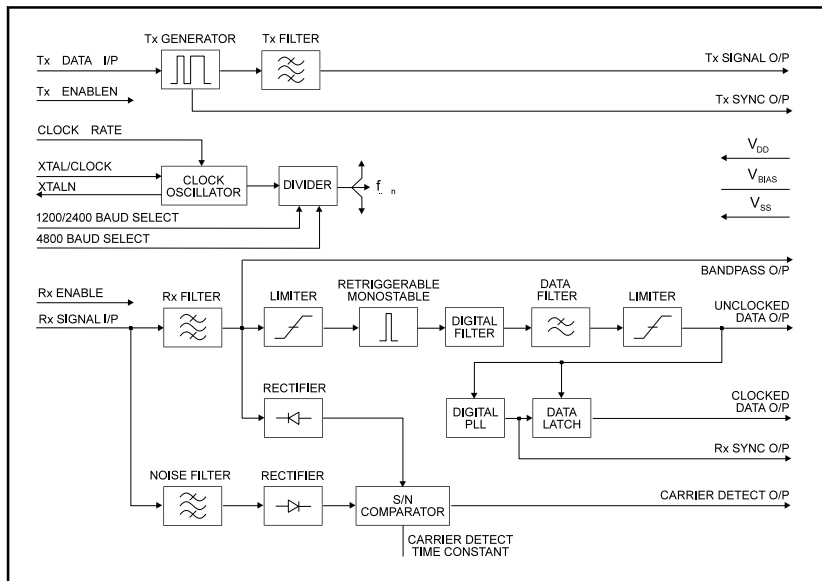 Tx GENERATOR
Tx FILTER
Tx DATA I/P
Tx SIGNAL O/P
Tx ENABLEN
Tx SYNC O/P
CLOCK RATE
XTAL/CLOCK
XTALN
CLOCK
OSCILLATOR
DIVIDER
f.. n
VDD
VBIAS
VSS
1200/2400 BAUD SELECT
4800 BAUD SELECT
BANDPASS O/P
Rx ENABLE
Rx SIGNAL I/P
Rx FILTER
LIMITER
RETRIGGERABLE
MONOSTABLE
DIGITAL
FILTER
DATA
FILTER
LIMITER
UNCLOCKED
DATA O/P
RECTIFIER
DIGITAL
PLL
DATA
LATCH
CLOCKED
DATA O/P
Rx SYNC O/P
NOISE FILTER
RECTIFIER
S/N
COMPARATOR
CARRIER DETECT O/P
CARRIER DETECT
TIME CONSTANT